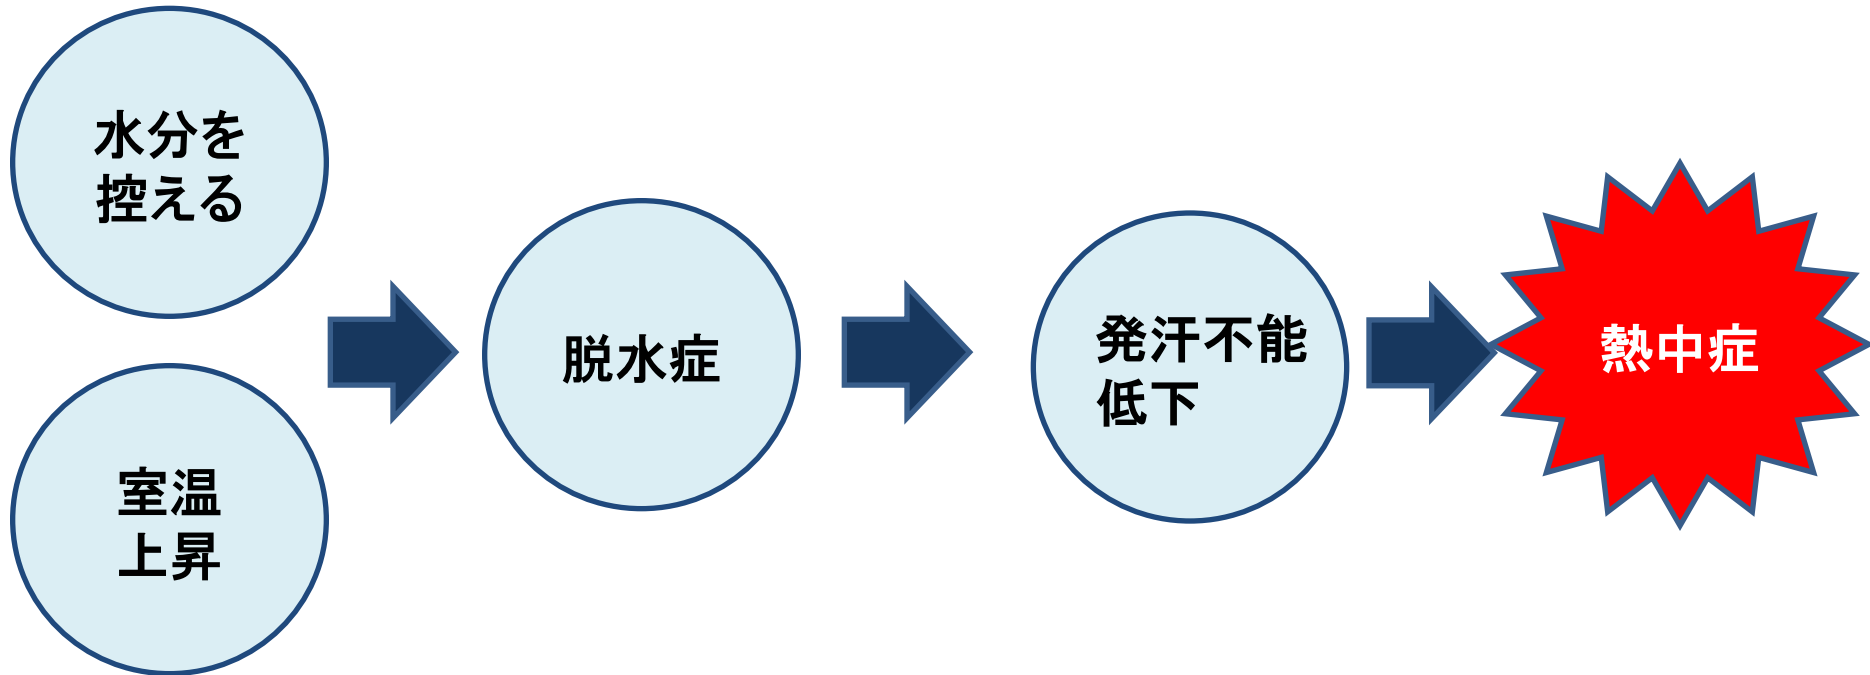 水分を
控える
室温
上昇
脱水症
発汗不能
低下
熱中症